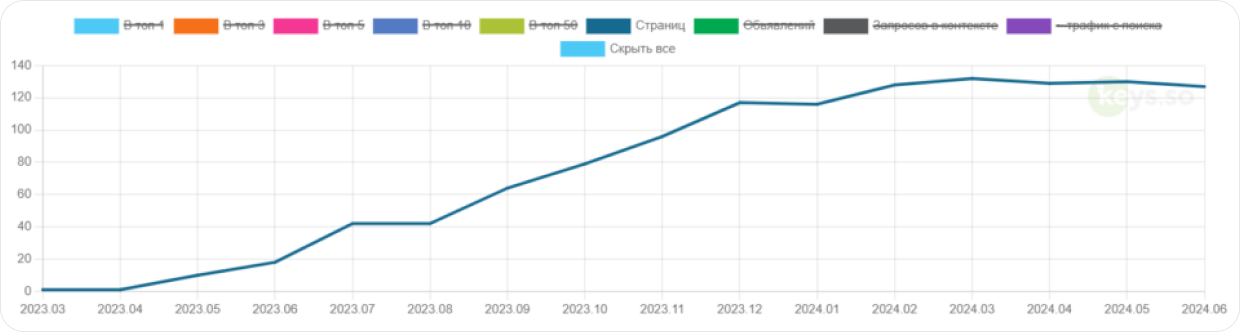 В топ 1 В топ 3 В топ 5 В топ 10 В топ 50 Страниц Обьявлений Запросов в контексте ~ трафик с поиска
Скрыть все
140
120
100
80
60
40
20
0
keys.so
2023.03 2023.04 2023.05 2023.06 2023.07 2023.08 2023.09 2023.10 2023.11 2023.12 2024.01 2024.02 2024.03 2024.04 2024.05 2024.06